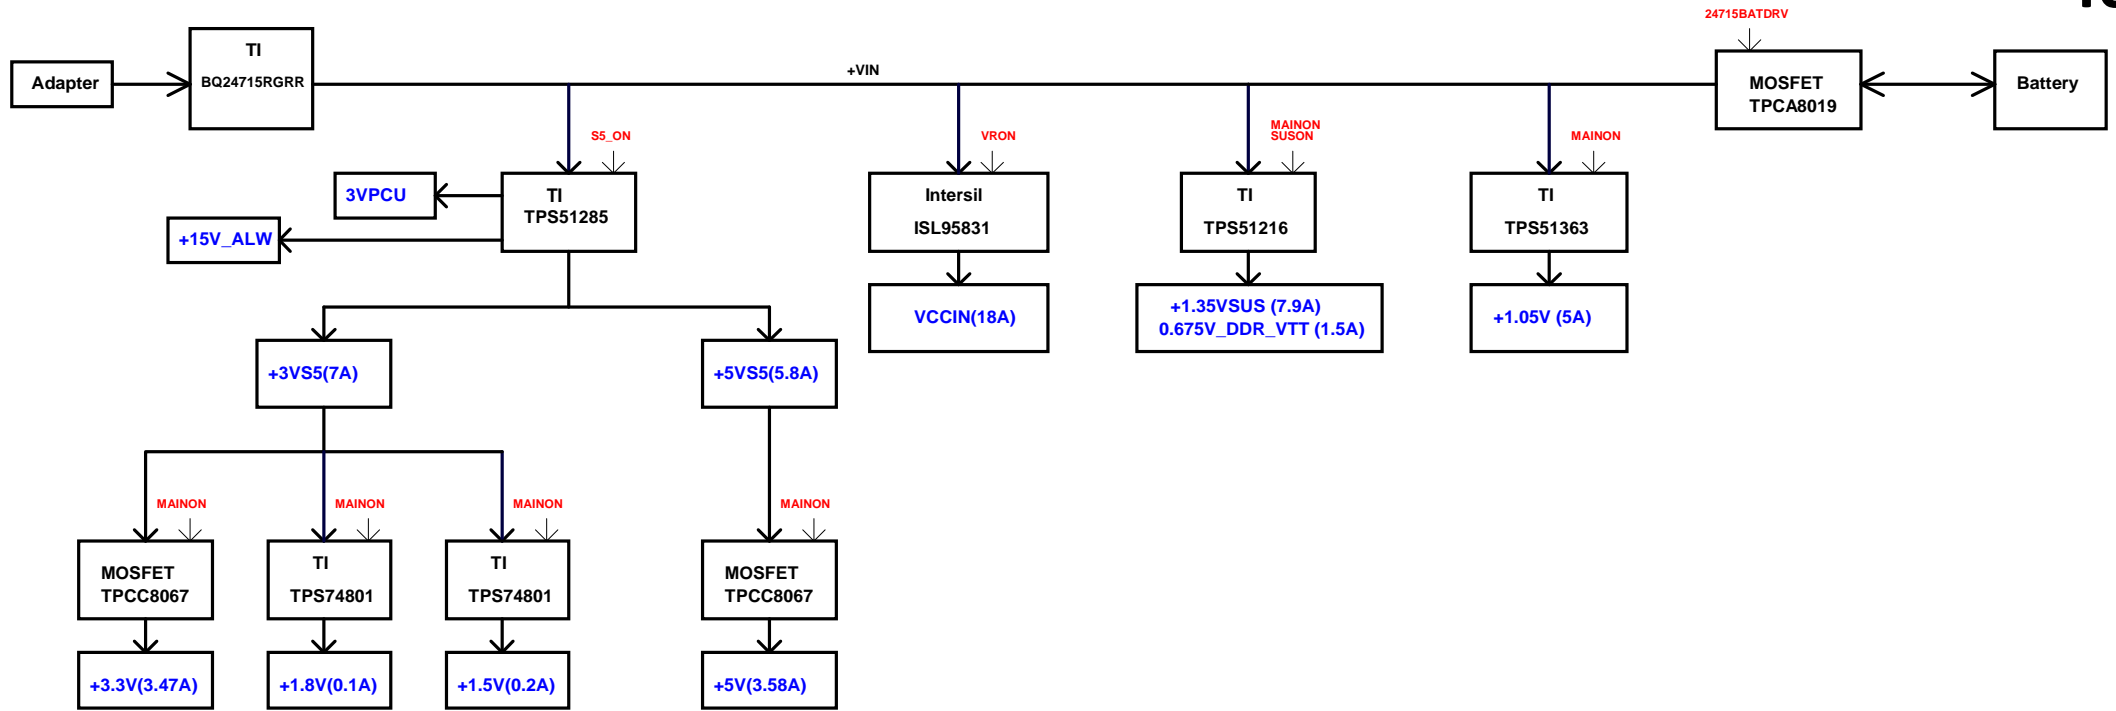 24715BATDRV
Adapter
TI
BQ24715RGRR
+VIN
MOSFET
TPCA8019
Battery
S5_ON
VRON
MAINON
SUSON
MAINON
3VPCU
+15V_ALW
TI
TPS51285
Intersil
ISL95831
TI
TPS51216
TI
TPS51363
VCCIN(18A)
+1.35VSUS (7.9A)
0.675V_DDR_VTT (1.5A)
+1.05V (5A)
+3VS5(7A)
+5VS5(5.8A)
MAINON
MAINON
MAINON
MAINON
MOSFET
TPCC8067
TI
TPS74801
TI
TPS74801
MOSFET
TPCC8067
+3.3V(3.47A)
+1.8V(0.1A)
+1.5V(0.2A)
+5V(3.58A)